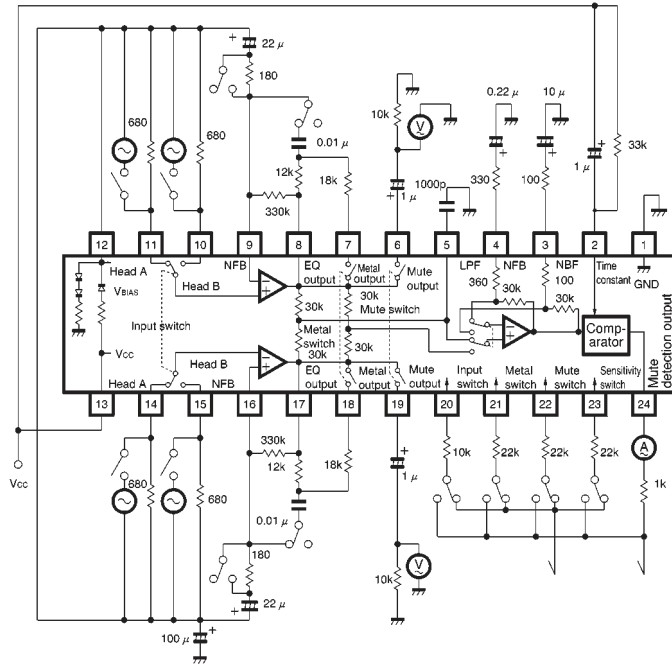 22 μ
180
680
680
0.01 μ
12k
18k
330k
10k
V
1 μ
1000p
0.22 μ
330
10 μ
100
1 μ
33k
12
11
10
9
8
7
6
5
4
3
2
1
Head A
VBIAS
Head B
NFB
EQ output
Metal output
Mute output
LPF
NFB
NBF
Time constant
GND
360
30k
100
30k
30k
30k
Mute switch
Input switch
Metal switch
30k
30k
Comp-
arator
Vcc
Head A
Head B
NFB
EQ output
Metal output
Mute output
Input switch
Metal switch
Mute switch
Sensitivity switch
Mute detection output
13
14
15
16
17
18
19
20
21
22
23
24
Vcc
680
680
330k
12k
18k
0.01 μ
180
22 μ
100 μ
1 μ
10k
V
10k
22k
22k
22k
A
1k